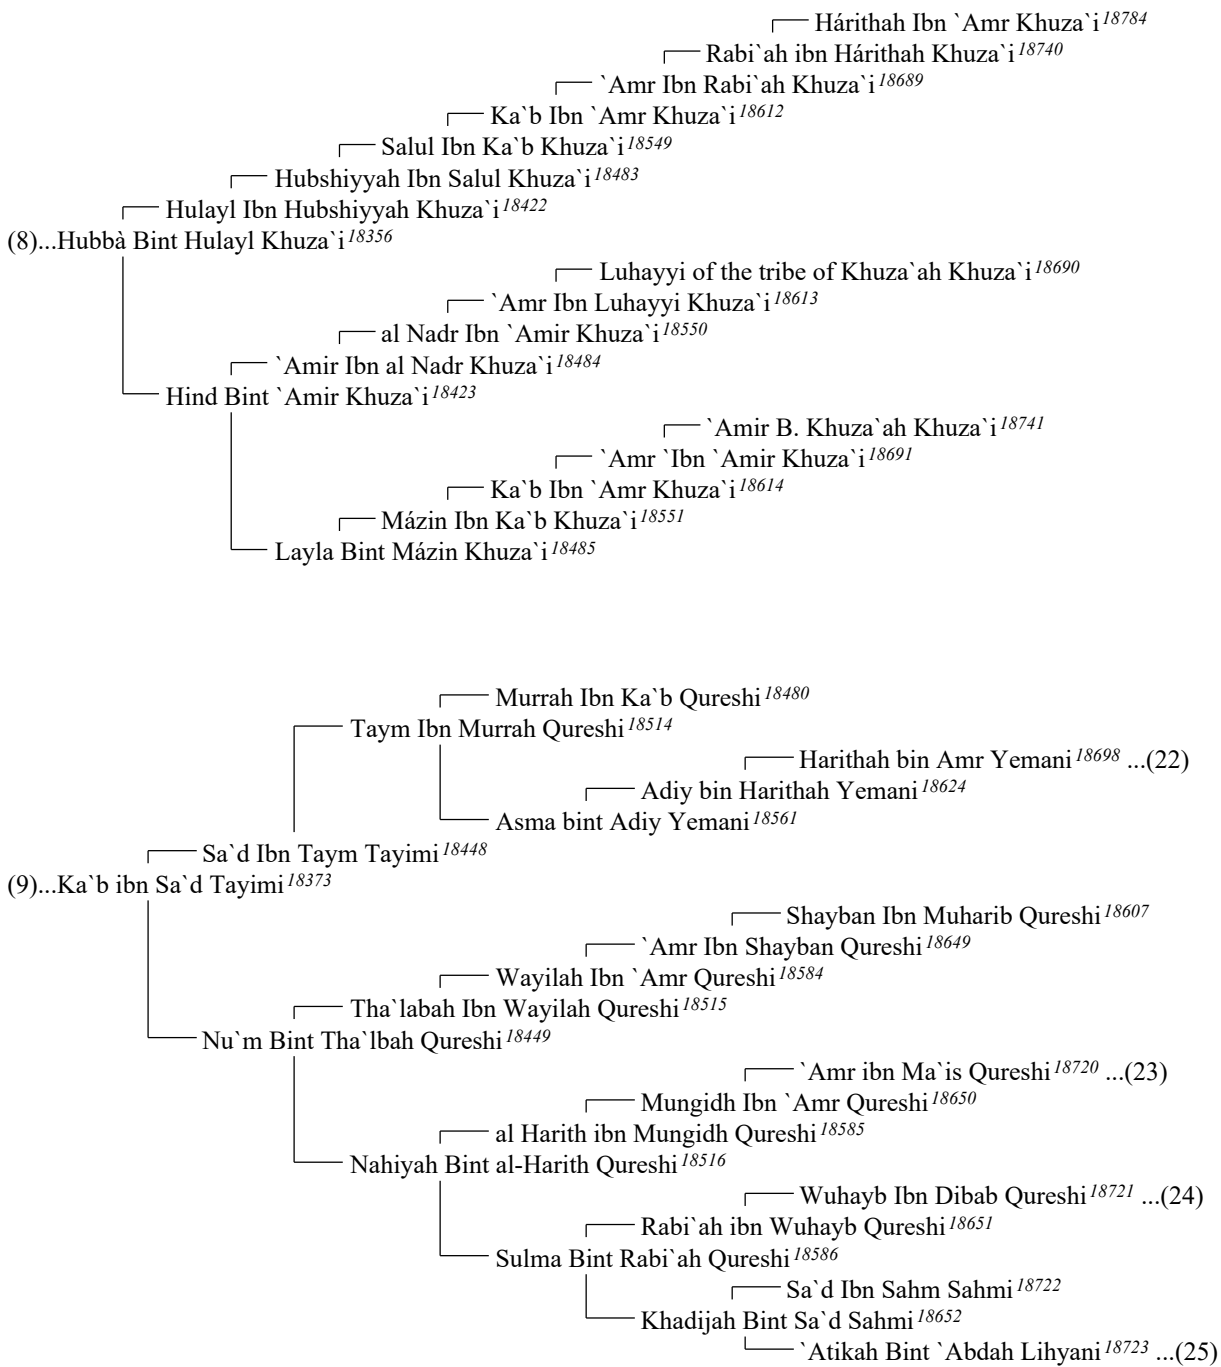 Hárithah Ibn `Amr Khuza`i 18784
Rabi`ah ibn Hárithah Khuza`i 18740
`Amr Ibn Rabi`ah Khuza`i 18689
Ka`b Ibn `Amr Khuza`i 18612
Salul Ibn Ka`b Khuza`i 18549
Hubshiyyah Ibn Salul Khuza`i 18483
Hulayl Ibn Hubshiyyah Khuza`i 18422
(8)...Hubbà Bint Hulayl Khuza`i 18356
Luhayyi of the tribe of Khuza`ah Khuza`i 18690
`Amr Ibn Luhayyi Khuza`i 18613
al Nadr Ibn `Amir Khuza`i 18550
`Amir Ibn al Nadr Khuza`i 18484
Hind Bint `Amir Khuza`i 18423
`Amir B. Khuza`ah Khuza`i 18741
`Amr `Ibn `Amir Khuza`i 18691
Ka`b Ibn `Amr Khuza`i 18614
Mázin Ibn Ka`b Khuza`i 18551
Layla Bint Mázin Khuza`i 18485
Murrah Ibn Ka`b Qureshi 18480
Taym Ibn Murrah Qureshi 18514
Harithah bin Amr Yemani 18698 ...(22)
Adiy bin Harithah Yemani 18624
Asma bint Adiy Yemani 18561
Sa`d Ibn Taym Tayimi 18448
(9)...Ka`b ibn Sa`d Tayimi 18373
Shayban Ibn Muharib Qureshi 18607
`Amr Ibn Shayban Qureshi 18649
Wayilah Ibn `Amr Qureshi 18584
Tha`labah Ibn Wayilah Qureshi 18515
Nu`m Bint Tha`lbah Qureshi 18449
`Amr ibn Ma`is Qureshi 18720 ...(23)
Mungidh Ibn `Amr Qureshi 18650
al Harith ibn Mungidh Qureshi 18585
Nahiyah Bint al-Harith Qureshi 18516
Wuhayb Ibn Dibab Qureshi 18721 ...(24)
Rabi`ah ibn Wuhayb Qureshi 18651
Sulma Bint Rabi`ah Qureshi 18586
Sa`d Ibn Sahm Sahmi 18722
Khadijah Bint Sa`d Sahmi 18652
`Atikah Bint `Abdah Lihyani 18723 ...(25)